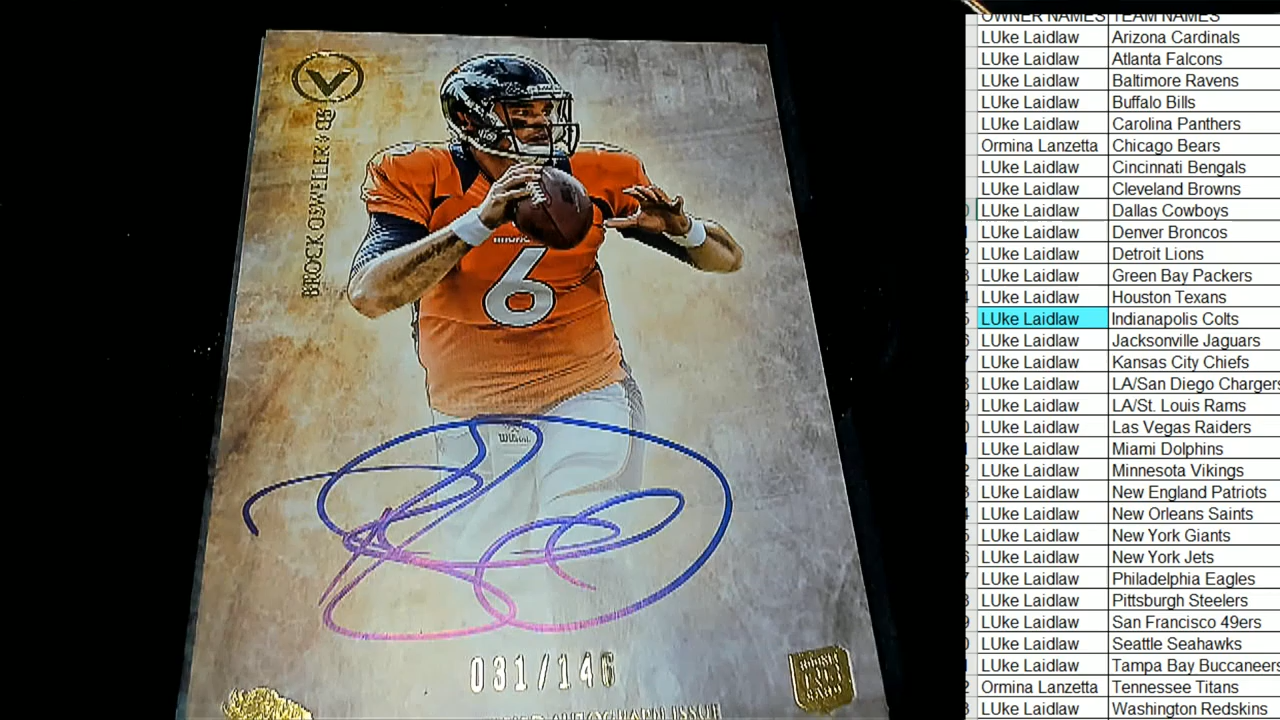 BROCK OSWEILER
BRONCOS
6
Wilson
031/146
ROOKIE
CARD
AUTOGRAPH ISSUE
OWNER NAMES TEAM NAMES
LUke Laidlaw Arizona Cardinals
LUke Laidlaw Atlanta Falcons
LUke Laidlaw Baltimore Ravens
LUke Laidlaw Buffalo Bills
LUke Laidlaw Carolina Panthers
Ormina Lanzetta Chicago Bears
LUke Laidlaw Cincinnati Bengals
LUke Laidlaw Cleveland Browns
LUke Laidlaw Dallas Cowboys
LUke Laidlaw Denver Broncos
LUke Laidlaw Detroit Lions
LUke Laidlaw Green Bay Packers
LUke Laidlaw Houston Texans
LUke Laidlaw Indianapolis Colts
LUke Laidlaw Jacksonville Jaguars
LUke Laidlaw Kansas City Chiefs
LUke Laidlaw LA/San Diego Chargers
LUke Laidlaw LA/St. Louis Rams
LUke Laidlaw Las Vegas Raiders
LUke Laidlaw Miami Dolphins
LUke Laidlaw Minnesota Vikings
LUke Laidlaw New England Patriots
LUke Laidlaw New Orleans Saints
LUke Laidlaw New York Giants
LUke Laidlaw New York Jets
LUke Laidlaw Philadelphia Eagles
LUke Laidlaw Pittsburgh Steelers
LUke Laidlaw San Francisco 49ers
LUke Laidlaw Seattle Seahawks
LUke Laidlaw Tampa Bay Buccaneers
Ormina Lanzetta Tennessee Titans
LUke Laidlaw Washington Redskins